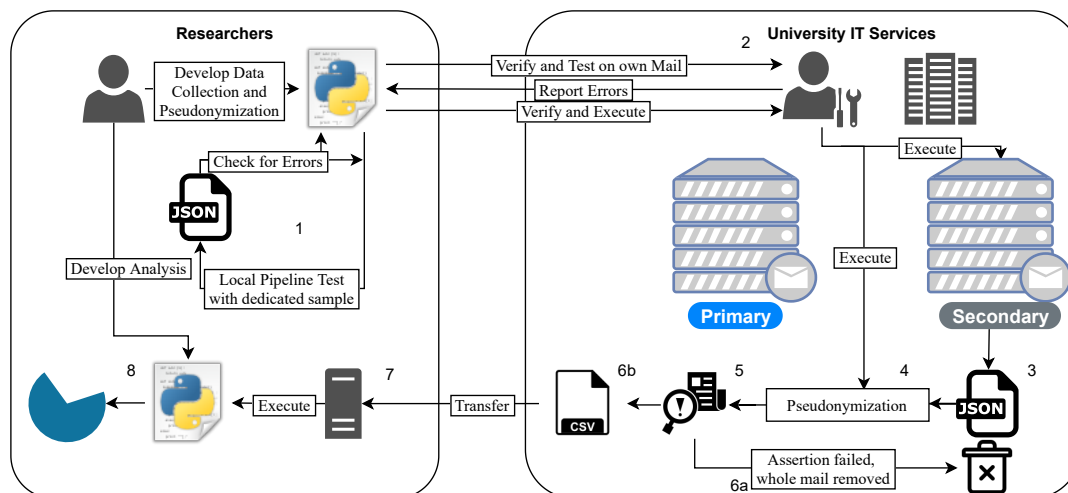 Researchers
University IT Services
Develop Data
Collection and
Pseudonymization
Verify and Test on own Mail
2
Report Errors
Verify and Execute
Check for Errors
Execute
JSON
1
Develop Analysis
Local Pipeline Test
with dedicated sample
Execute
Primary
Secondary
8
Execute
7
Transfer
6b
CSV
5
4
Pseudonymization
3
JSON
6a
Assertion failed,
whole mail removed